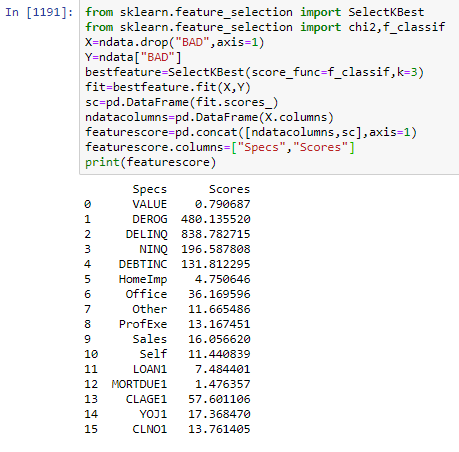 In [1191]: from sklearn.feature_selection import SelectKBest
from sklearn.feature_selection import chi2,f_classif
X=ndata.drop("BAD",axis=1)
Y=ndata["BAD"]
bestfeature=SelectKBest(score_func=f_classif,k=3)
fit=bestfeature.fit(X,Y)
sc=pd.DataFrame(fit.scores_)
ndatacolumns=pd.DataFrame(X.columns)
featurescore=pd.concat([ndatacolumns,sc],axis=1)
featurescore.columns=["Specs","Scores"]
print(featurescore)
Specs Scores
0 VALUE 0.790687
1 DEROG 480.135520
2 DELINQ 838.782715
3 NINQ 196.587808
4 DEBTINC 131.812295
5 HomeImp 4.750646
6 Office 36.169596
7 Other 11.665486
8 ProfExe 13.167451
9 Sales 16.056620
10 Self 11.440839
11 LOAN1 7.484401
12 MORTDUE1 1.476357
13 CLAGE1 57.601106
14 YOJ1 17.368470
15 CLNO1 13.761405